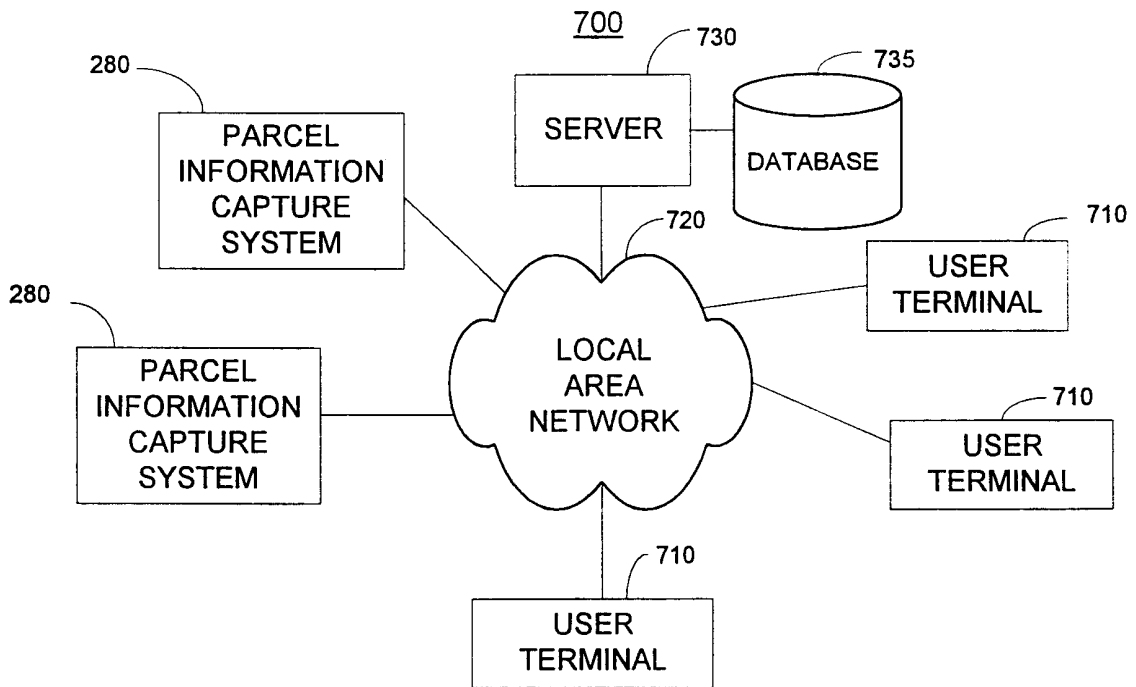 700
730
735
280
SERVER
DATABASE
PARCEL
INFORMATION
CAPTURE
SYSTEM
720
710
USER
TERMINAL
280
PARCEL
INFORMATION
CAPTURE
SYSTEM
LOCAL
AREA
NETWORK
710
USER
TERMINAL
710
USER
TERMINAL